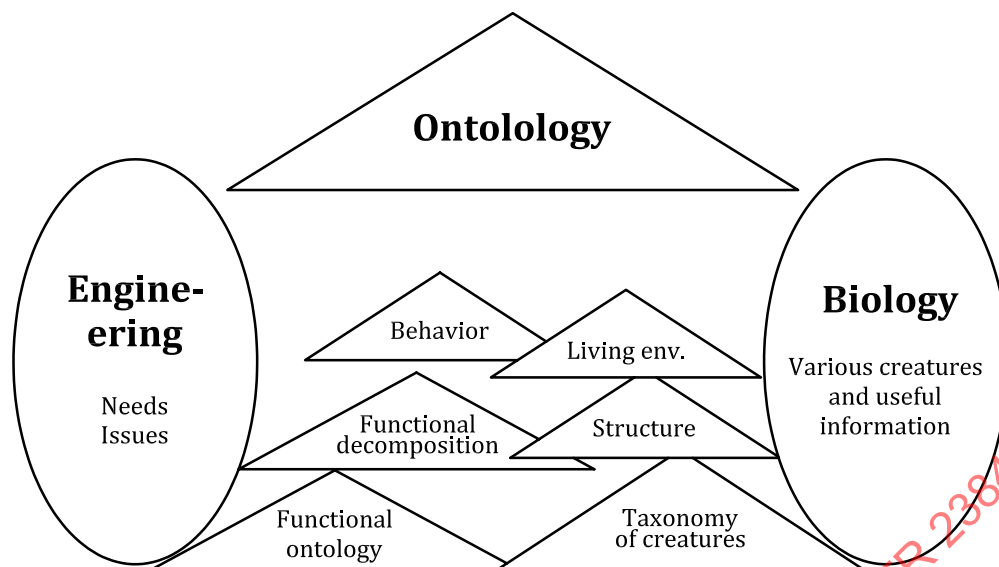 Ontolology
Engine-
ering
Needs
Issues
Behavior
Living env.
Functional
decomposition
Structure
Functional
ontology
Taxonomy
of creatures
Biology
Various creatures
and useful
information
R 2384